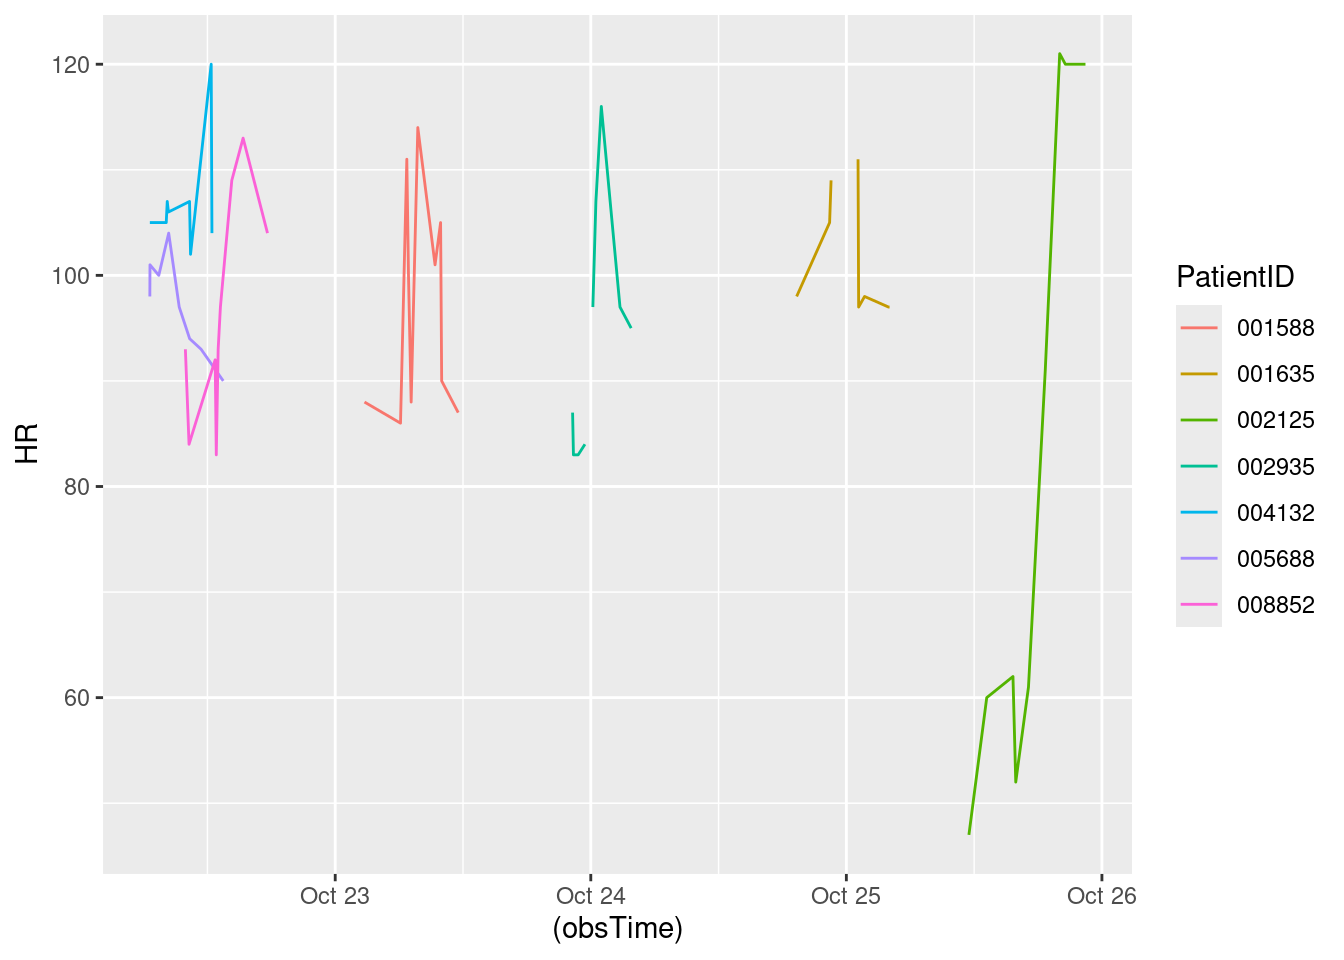 120
100
80
60
HR
Oct 23
Oct 24
Oct 25
Oct 26
(obsTime)
PatientID
001588
001635
002125
002935
004132
005688
008852